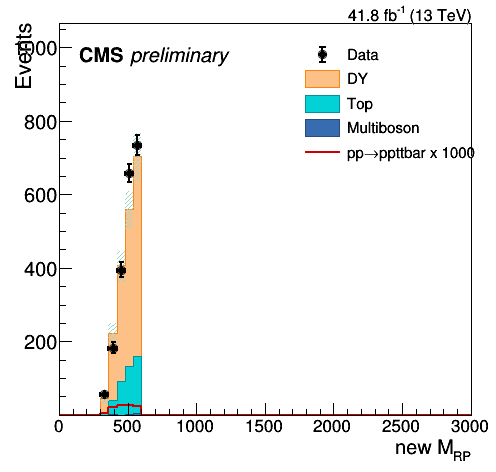 41.8 fb⁻¹ (13 TeV)
Events
CMS preliminary
Data
DY
Top
Multiboson
pp→ppttbar x 1000
1000
800
600
400
200
0 500 1000 1500 2000 2500 3000
new M_RP